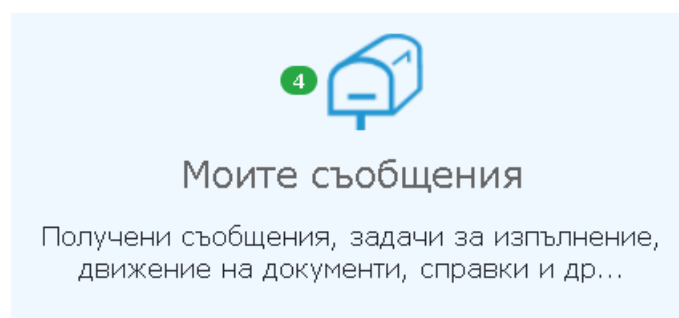 4
Моите съобщения
Получени съобщения, задачи за изпълнение,
движение на документи, справки и др...